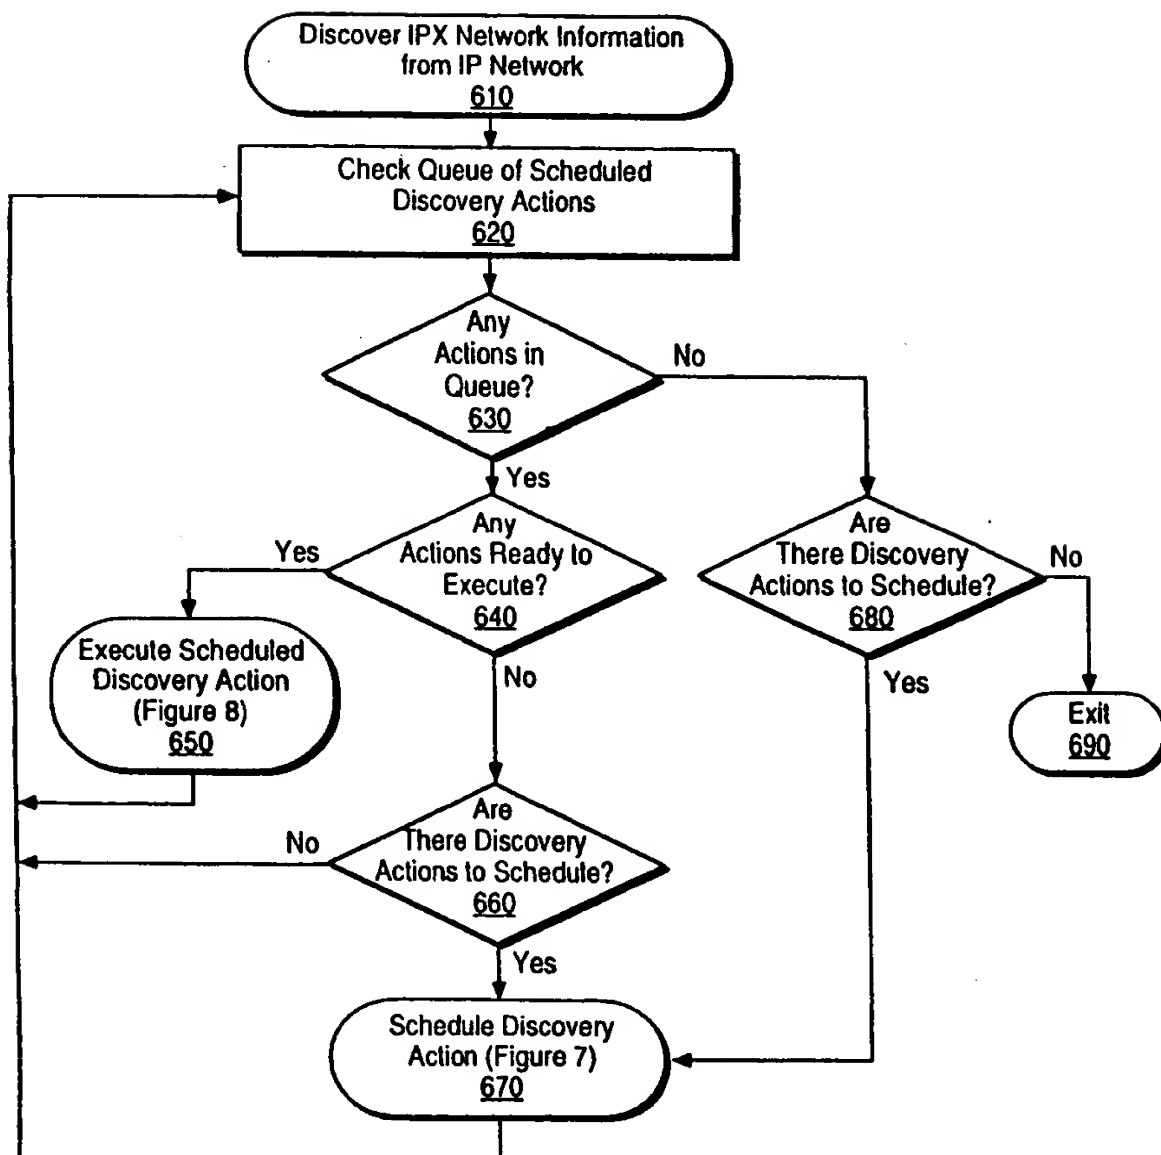 Discover IPX Network Information
from IP Network
610
Check Queue of Scheduled
Discovery Actions
620
Any
Actions in
Queue?
630
No
Yes
Any
Actions Ready to
Execute?
640
Yes
No
Are
There Discovery
Actions to Schedule?
680
No
Yes
Execute Scheduled
Discovery Action
(Figure 8)
650
Exit
690
Are
There Discovery
Actions to Schedule?
660
No
Yes
Schedule Discovery
Action (Figure 7)
670